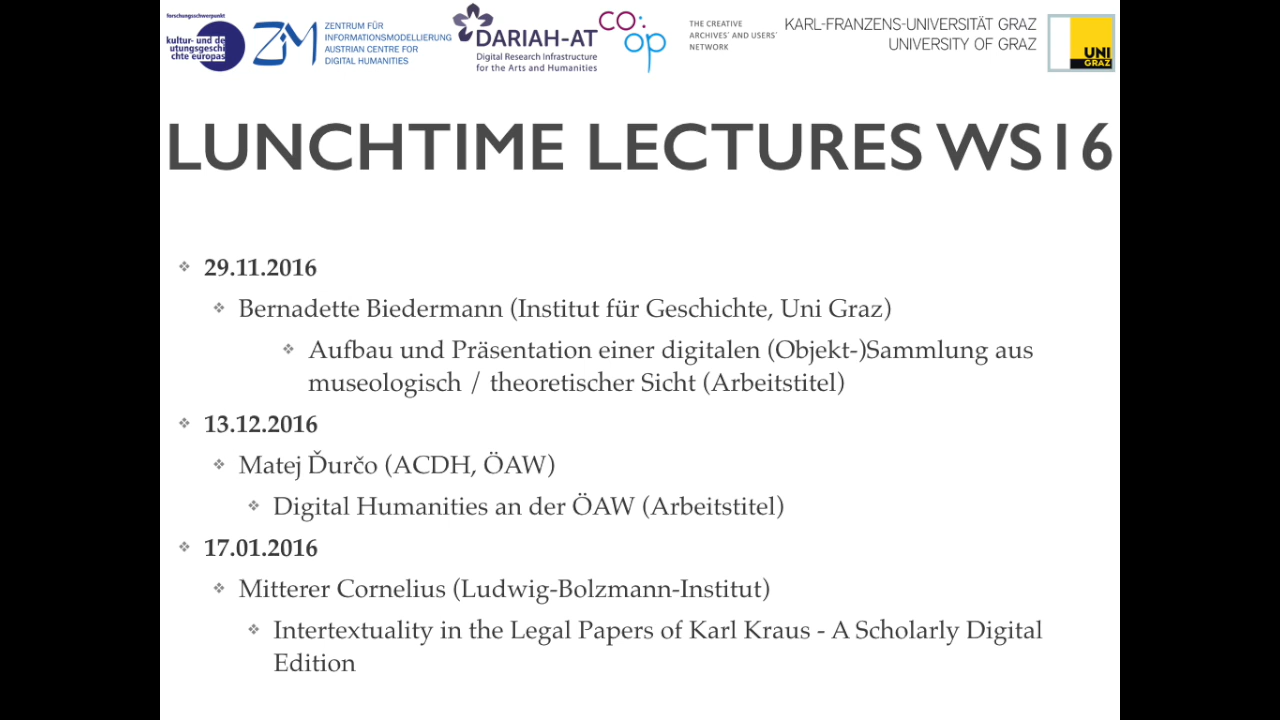 forschungsschwerpunkt
kultur- und de
utungsgeschi
chte europas
ZIM
ZENTRUM FÜR
INFORMATIONSMODELLIERUNG
AUSTRIAN CENTRE FOR
DIGITAL HUMANITIES
DARIAH-AT
Digital Research Infrastructure
for the Arts and Humanities
CO:
OP
THE CREATIVE
ARCHIVES' AND USERS'
NETWORK
KARL-FRANZENS-UNIVERSITÄT GRAZ
UNIVERSITY OF GRAZ
UNI
GRAZ
LUNCHTIME LECTURES WS16
29.11.2016
Bernadette Biedermann (Institut für Geschichte, Uni Graz)
Aufbau und Präsentation einer digitalen (Objekt-)Sammlung aus
museologisch / theoretischer Sicht (Arbeitstitel)
13.12.2016
Matej Ďurčo (ACDH, ÖAW)
Digital Humanities an der ÖAW (Arbeitstitel)
17.01.2016
Mitterer Cornelius (Ludwig-Bolzmann-Institut)
Intertextuality in the Legal Papers of Karl Kraus - A Scholarly Digital
Edition